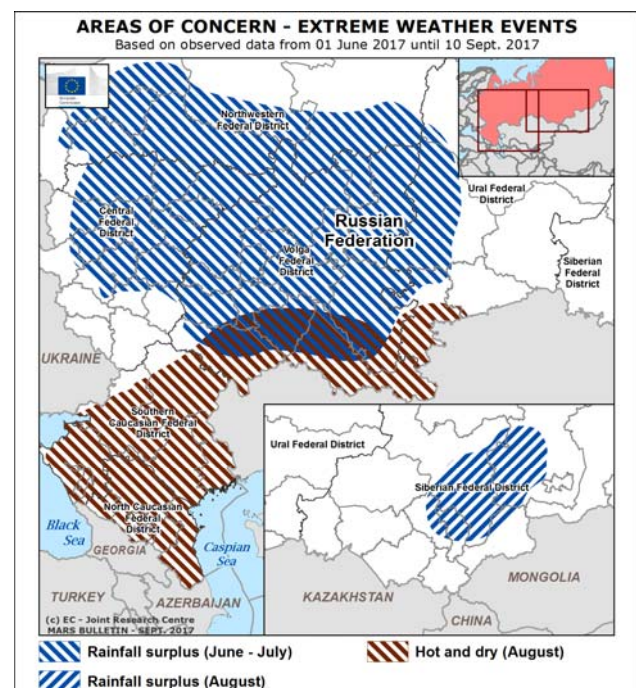 AREAS OF CONCERN - EXTREME WEATHER EVENTS
Based on observed data from 01 June 2017 until 10 Sept. 2017
Northwestern
Federal District
Ural Federal
District
Central
Federal
District
Russian
Federation
Volga
Federal
District
Siberian
Federal
District
UKRAINE
Southern
Caucasian Federal
District
Ural Federal District
Siberian Federal District
North Caucasian
Federal
District
Black
Sea
GEORGIA
Caspian
Sea
MONGOLIA
KAZAKHSTAN
TURKEY
AZERBAIJAN
CHINA
(c) EC - Joint Research Centre
MARS BULLETIN - SEPT. 2017
Rainfall surplus (June - July)
Hot and dry (August)
Rainfall surplus (August)